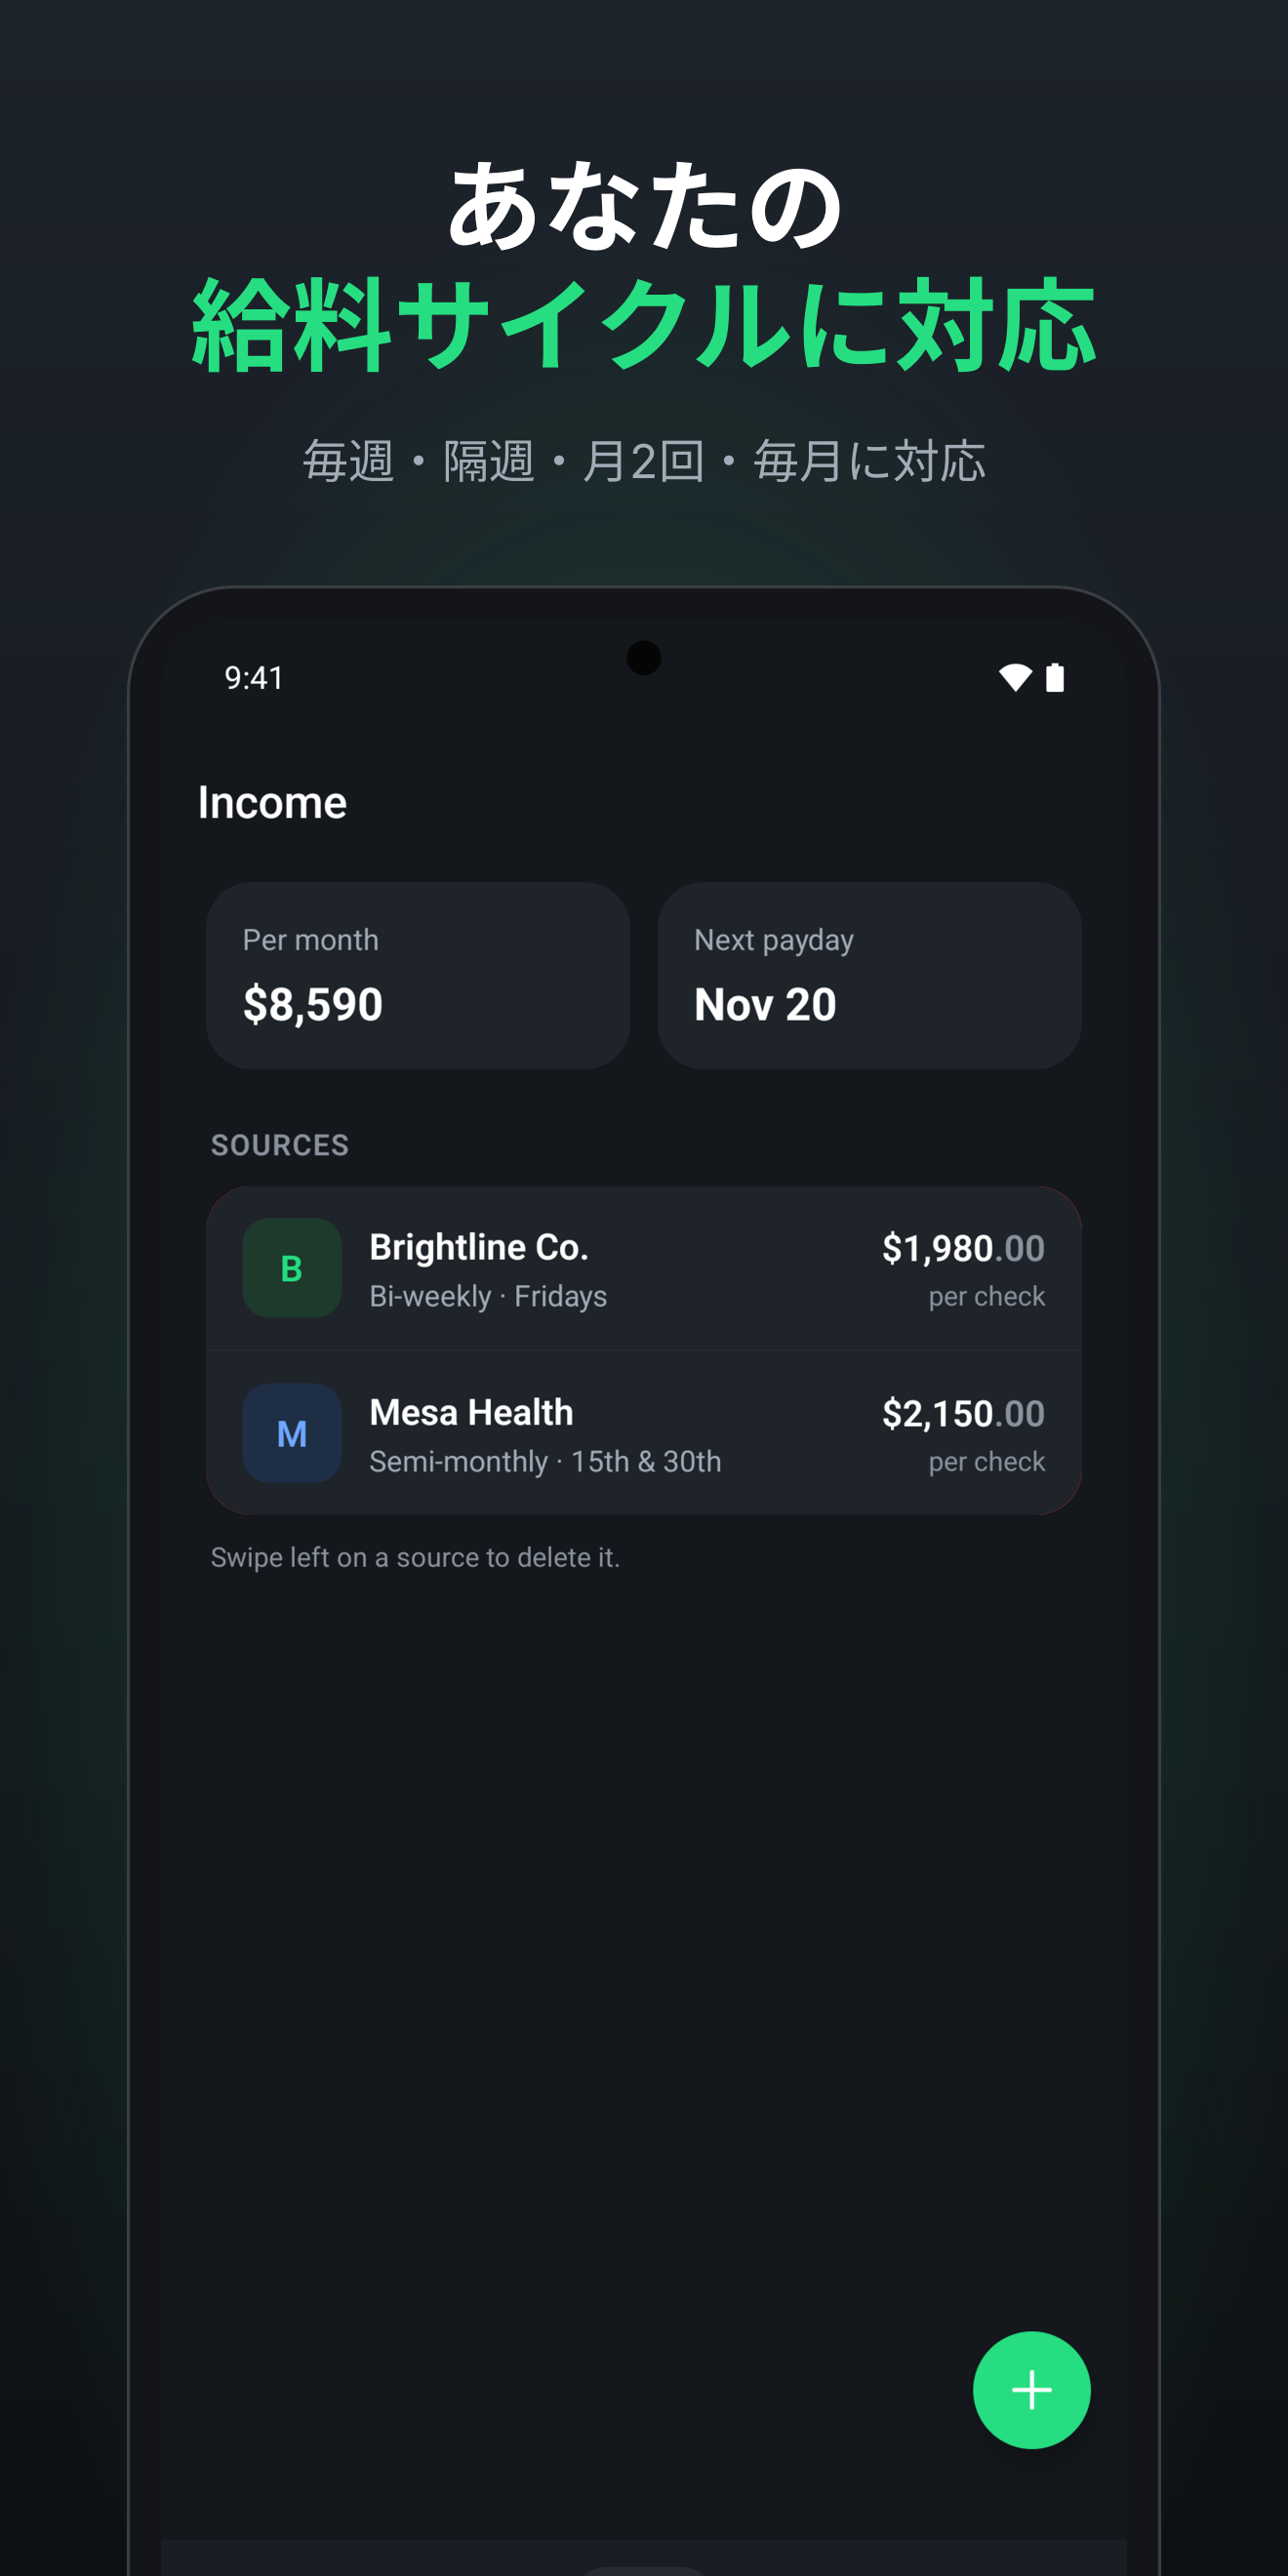 あなたの
給料サイクルに対応
毎週・隔週・月2回・毎月に対応
9:41
Income
Per month
$8,590
Next payday
Nov 20
SOURCES
B
Brightline Co.
Bi-weekly · Fridays
$1,980.00
per check
M
Mesa Health
Semi-monthly · 15th & 30th
$2,150.00
per check
Swipe left on a source to delete it.